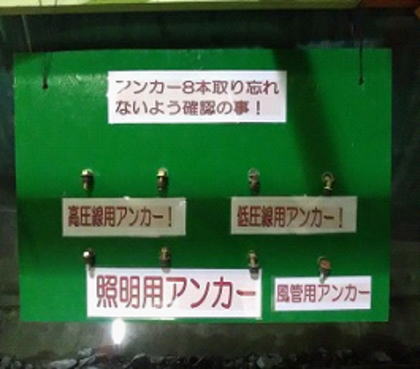 アンカー8本取り忘れ
ないよう確認の事！
高圧線用アンカー！
低圧線用アンカー！
照明用アンカー
風管用アンカー